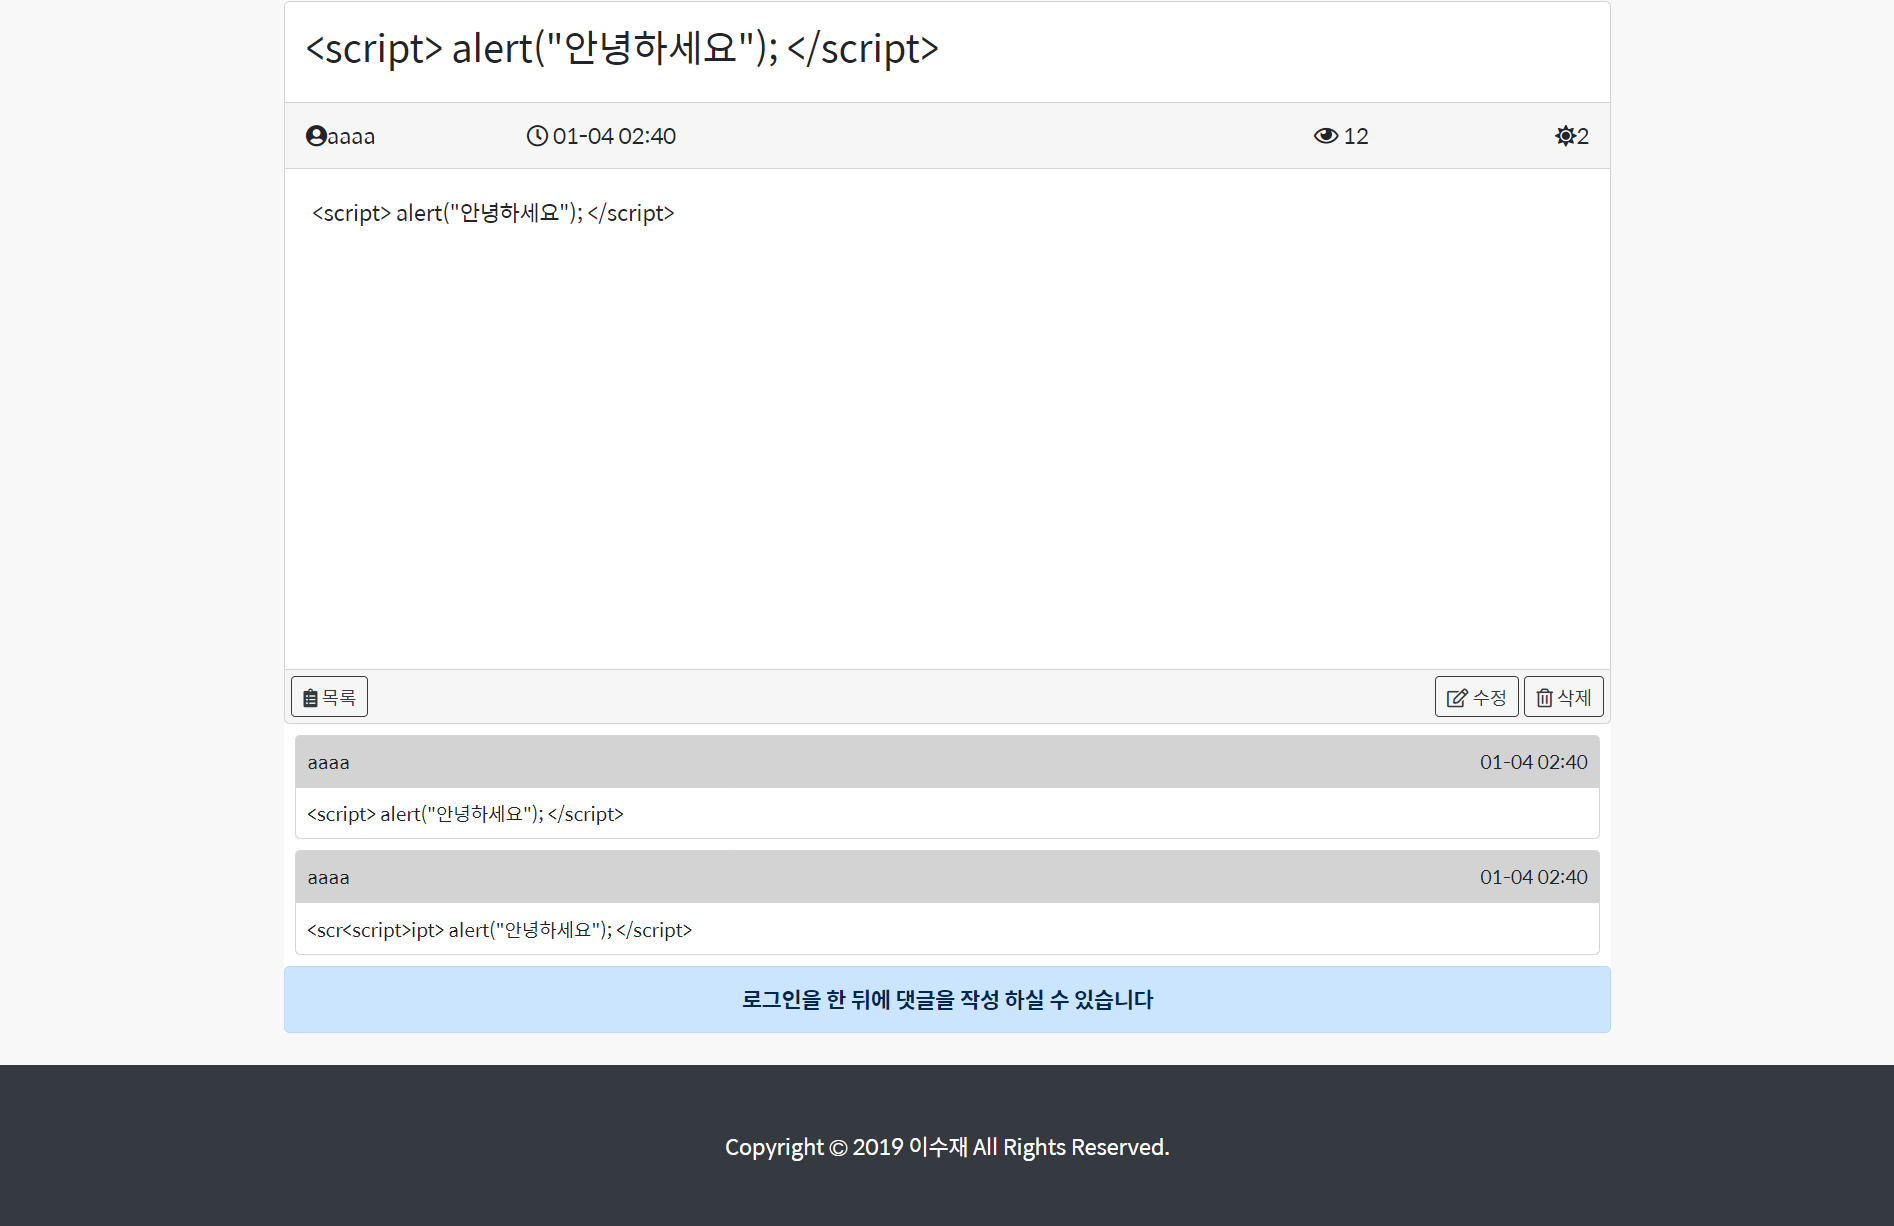 <script> alert("안녕하세요"); </script>
aaaa 01-04 02:40 12 2
<script> alert("안녕하세요"); </script>
목록 수정 삭제
aaaa 01-04 02:40
<script> alert("안녕하세요"); </script>
aaaa 01-04 02:40
<scr<script>ipt> alert("안녕하세요"); </script>
로그인을 한 뒤에 댓글을 작성 하실 수 있습니다
Copyright © 2019 이수재 All Rights Reserved.